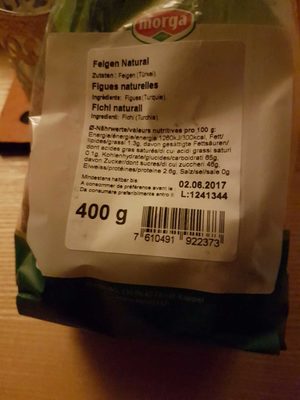 morga
Feigen Natural
Zutaten: Feigen (Türkei)
Figues naturelles
Ingrédients: Figues (Turquie)
Fichi naturali
Ingredienti: Fichi (Turchia)
Ø-Nährwerte/valeurs nutritives pro 100 g:
Energie/énergie/energia 1260kJ/300kcal, Fett/
lipides/grassi 1.3g, davon gesättigte Fettsäuren/
dont acides gras saturés/di cui acidi grassi saturi
0.1g, Kohlenhydrate/glucides/carboidrati 65g,
davon Zucker/dont sucres/di cui zuccheri 46g,
Eiweiss/protéines/proteine 2.6g, Salz/sel/sale 0g
Mindestens haltbar bis
A consommer de préférence avant le 02.08.2017
Da consumare preferibilmente entro il L:1241344
400 g
7 610491 922373